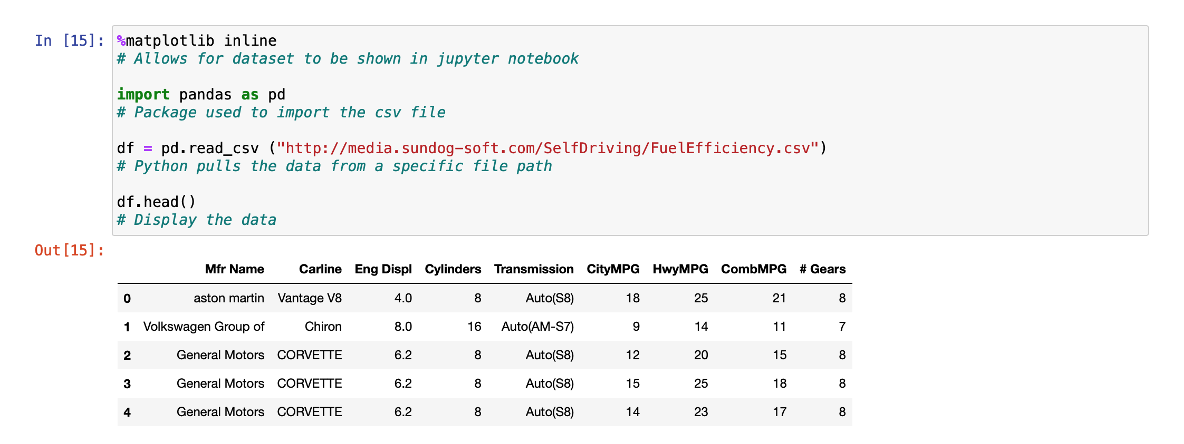 In [15]: %matplotlib inline
# Allows for dataset to be shown in jupyter notebook
import pandas as pd
# Package used to import the csv file
df = pd.read_csv ("http://media.sundog-soft.com/SelfDriving/FuelEfficiency.csv")
# Python pulls the data from a specific file path
df.head()
# Display the data
Out[15]:
Mfr Name Carline Eng Displ Cylinders Transmission CityMPG HwyMPG CombMPG # Gears
0 aston martin Vantage V8 4.0 8 Auto(S8) 18 25 21 8
1 Volkswagen Group of Chiron 8.0 16 Auto(AM-S7) 9 14 11 7
2 General Motors CORVETTE 6.2 8 Auto(S8) 12 20 15 8
3 General Motors CORVETTE 6.2 8 Auto(S8) 15 25 18 8
4 General Motors CORVETTE 6.2 8 Auto(S8) 14 23 17 8